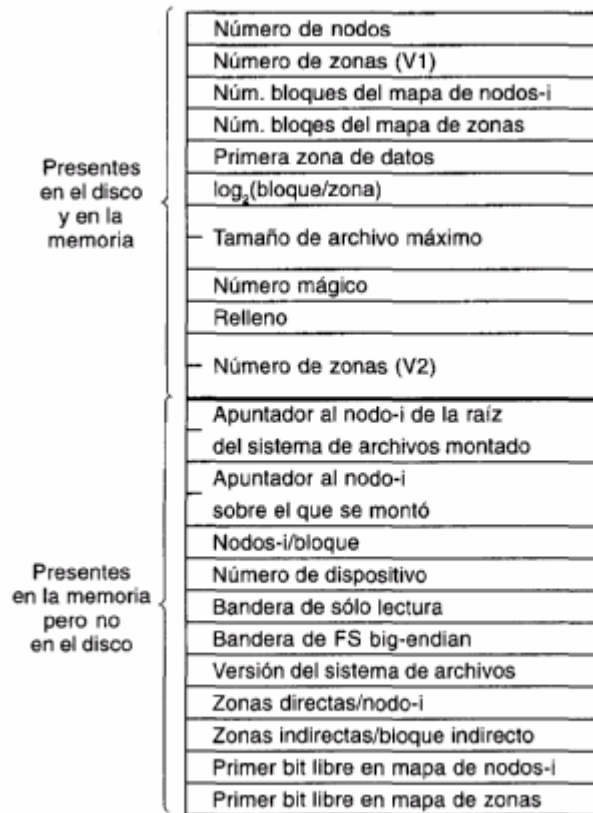 Número de nodos
Número de zonas (V1)
Núm. bloques del mapa de nodos-i
Núm. bloqes del mapa de zonas
Primera zona de datos
log₂(bloque/zona)
Presentes
en el disco
y en la
memoria
Tamaño de archivo máximo
Número mágico
Relleno
Número de zonas (V2)
Apuntador al nodo-i de la raíz
del sistema de archivos montado
Apuntador al nodo-i
sobre el que se montó
Nodos-i/bloque
Presentes
en la memoria
pero no
en el disco
Número de dispositivo
Bandera de sólo lectura
Bandera de FS big-endian
Versión del sistema de archivos
Zonas directas/nodo-i
Zonas indirectas/bloque indirecto
Primer bit libre en mapa de nodos-i
Primer bit libre en mapa de zonas